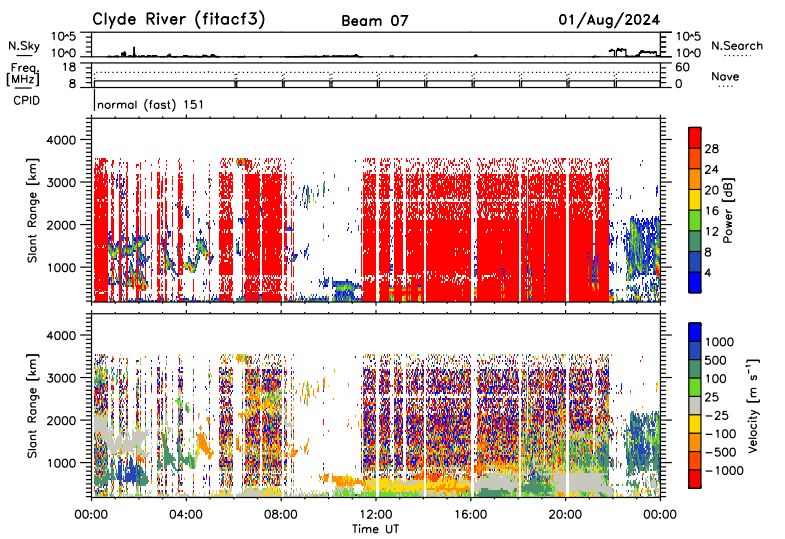 Clyde River (fitacf3) Beam 07 01/Aug/2024
N.Sky 10^5 10^0 10^5 10^0 N.Search
Freq. [MHz] 18 8 60 0 Nave
CPID normal (fast) 151
Slant Range [km] 4000 3000 2000 1000
Power [dB] 28 24 20 16 12 8 4
Slant Range [km] 4000 3000 2000 1000
Velocity [m s⁻¹] 1000 500 100 25 −25 −100 −500 −1000
00:00 04:00 08:00 12:00 16:00 20:00 00:00
Time UT